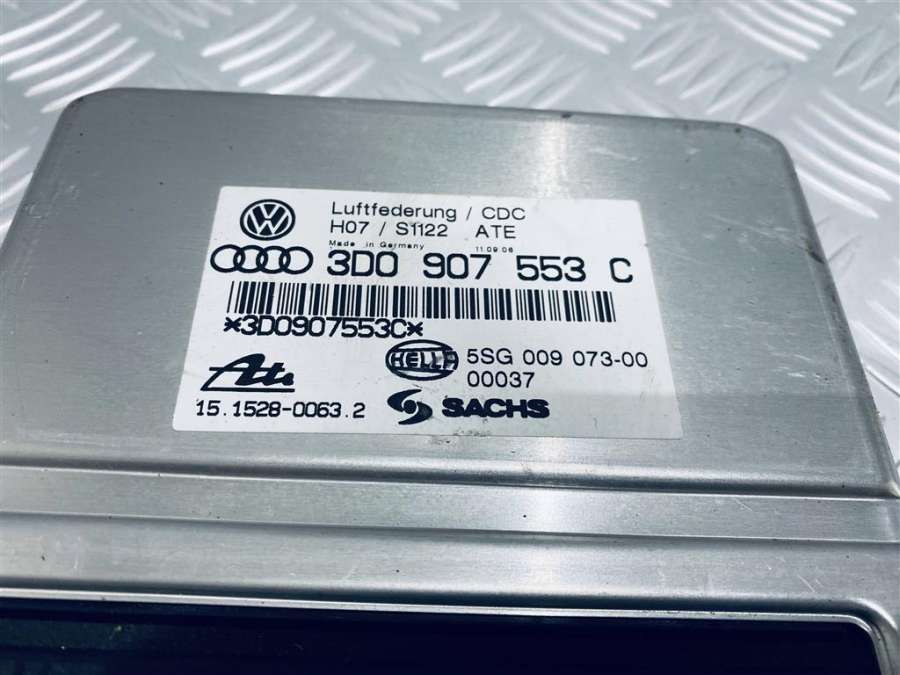 Luftfederung / CDC
H07 / S1122 ATE
Made in Germany 11.09.06
3D0 907 553 C
*3D0907553C*
HELLA 5SG 009 073-00
00037
Ate
15.1528-0063.2 SACHS